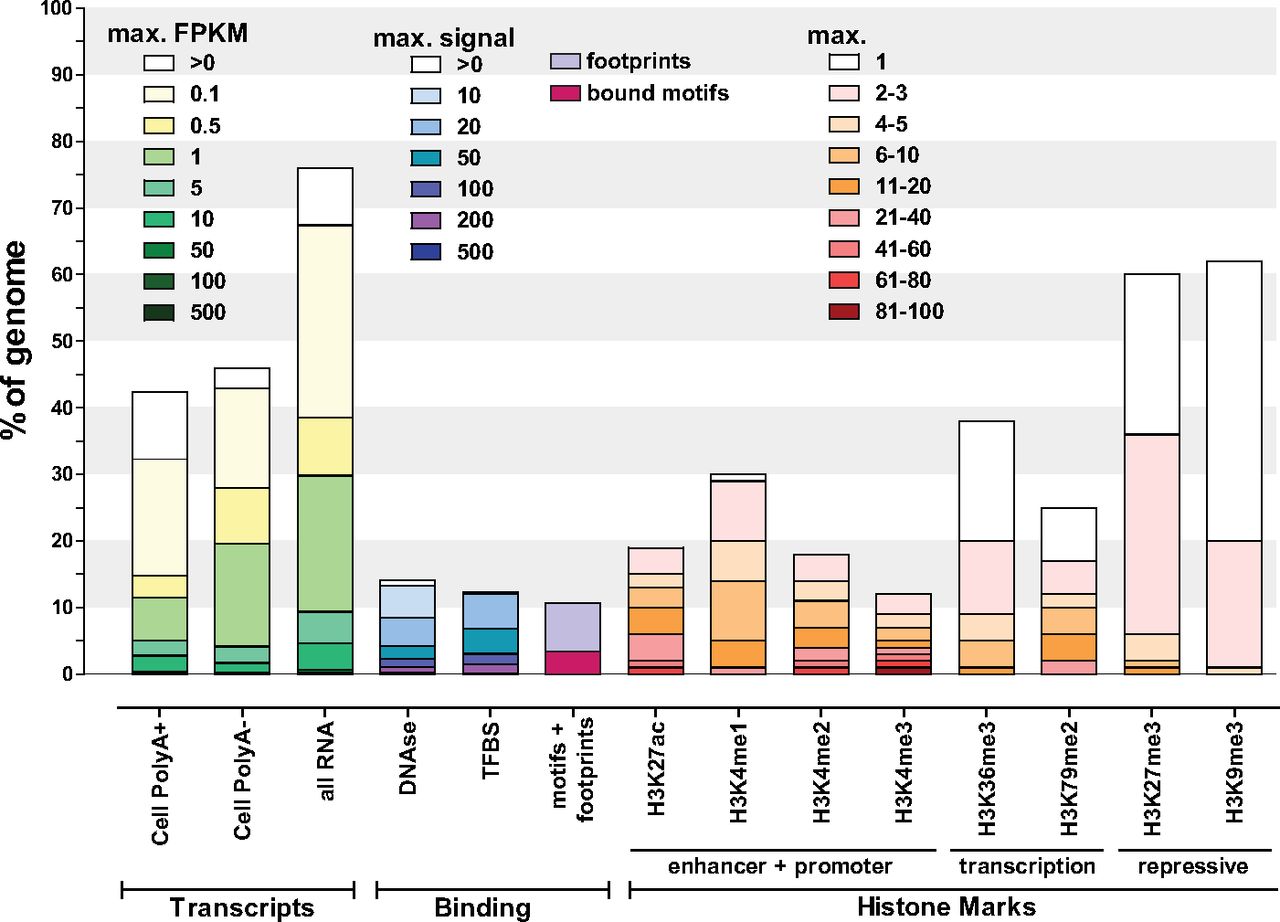 % of genome
100
90
80
70
60
50
40
30
20
10
0
max. FPKM
>0
0.1
0.5
1
5
10
50
100
500
max. signal
>0
10
20
50
100
200
500
footprints
bound motifs
max.
1
2-3
4-5
6-10
11-20
21-40
41-60
61-80
81-100
Cell PolyA+
Cell PolyA-
all RNA
DNAse
TFBS
motifs +
footprints
H3K27ac
H3K4me1
H3K4me2
H3K4me3
H3K36me3
H3K79me2
H3K27me3
H3K9me3
enhancer + promoter
transcription
repressive
Transcripts
Binding
Histone Marks